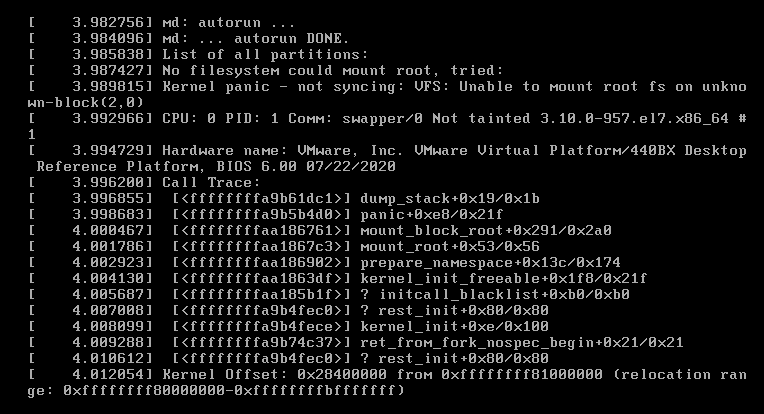 [    3.982756] md: autorun ...
[    3.984096] md: ... autorun DONE.
[    3.985838] List of all partitions:
[    3.987427] No filesystem could mount root, tried:
[    3.989815] Kernel panic - not syncing: VFS: Unable to mount root fs on unkno
wn-block(2,0)
[    3.992966] CPU: 0 PID: 1 Comm: swapper/0 Not tainted 3.10.0-957.el7.x86_64 #
1
[    3.994729] Hardware name: VMware, Inc. VMware Virtual Platform/440BX Desktop
 Reference Platform, BIOS 6.00 07/22/2020
[    3.996200] Call Trace:
[    3.996855]  [<ffffffffa9b61dc1>] dump_stack+0x19/0x1b
[    3.998683]  [<ffffffffa9b5b4d0>] panic+0xe8/0x21f
[    4.000467]  [<ffffffffaa186761>] mount_block_root+0x291/0x2a0
[    4.001786]  [<ffffffffaa1867c3>] mount_root+0x53/0x56
[    4.002923]  [<ffffffffaa186902>] prepare_namespace+0x13c/0x174
[    4.004130]  [<ffffffffaa1863df>] kernel_init_freeable+0x1f8/0x21f
[    4.005687]  [<ffffffffaa185b1f>] ? initcall_blacklist+0xb0/0xb0
[    4.007008]  [<ffffffffa9b4fec0>] ? rest_init+0x80/0x80
[    4.008099]  [<ffffffffa9b4fece>] kernel_init+0xe/0x100
[    4.009288]  [<ffffffffa9b74c37>] ret_from_fork_nospec_begin+0x21/0x21
[    4.010612]  [<ffffffffa9b4fec0>] ? rest_init+0x80/0x80
[    4.012054] Kernel Offset: 0x28400000 from 0xffffffff81000000 (relocation ran
ge: 0xffffffff80000000-0xffffffffbfffffff)